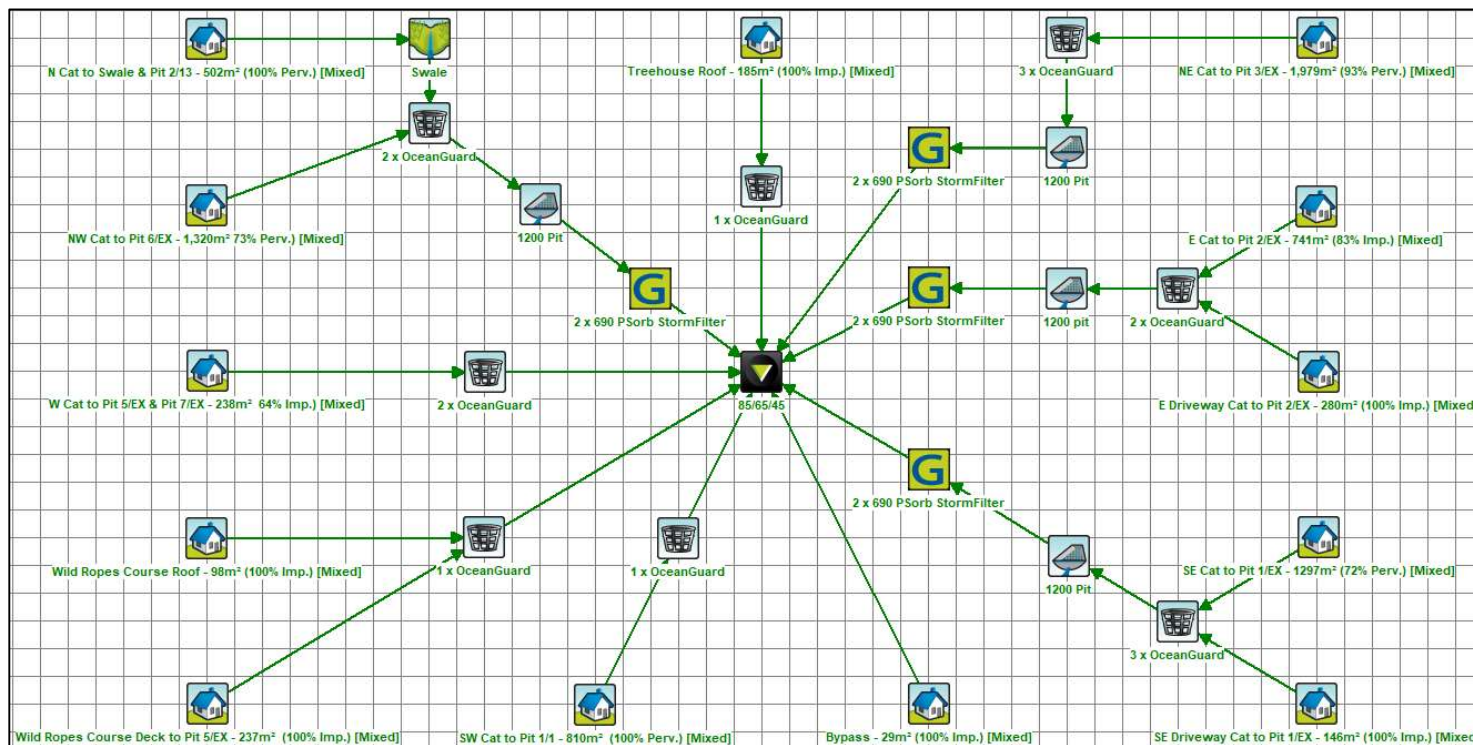 N Cat to Swale & Pit 2/13 - 502m² (100% Perv.) [Mixed]
Swale
Treehouse Roof - 185m² (100% Imp.) [Mixed]
3 x OceanGuard
NE Cat to Pit 3/EX - 1,979m² (93% Perv.) [Mixed]
2 x OceanGuard
G
2 x 690 PSorb StormFilter
1200 Pit
1 x OceanGuard
NW Cat to Pit 6/EX - 1,320m² 73% Perv.) [Mixed]
1200 Pit
E Cat to Pit 2/EX - 741m² (83% Imp.) [Mixed]
G
2 x 690 PSorb StormFilter
G
2 x 690 PSorb StormFilter
1200 pit
2 x OceanGuard
W Cat to Pit 5/EX & Pit 7/EX - 238m² 64% Imp.) [Mixed]
2 x OceanGuard
85/65/45
E Driveway Cat to Pit 2/EX - 280m² (100% Imp.) [Mixed]
G
2 x 690 PSorb StormFilter
Wild Ropes Course Roof - 98m² (100% Imp.) [Mixed]
1 x OceanGuard
1 x OceanGuard
1200 Pit
SE Cat to Pit 1/EX - 1297m² (72% Perv.) [Mixed]
3 x OceanGuard
Wild Ropes Course Deck to Pit 5/EX - 237m² (100% Imp.) [Mixed]
SW Cat to Pit 1/1 - 810m² (100% Perv.) [Mixed]
Bypass - 29m² (100% Imp.) [Mixed]
SE Driveway Cat to Pit 1/EX - 146m² (100% Imp.) [Mixed]